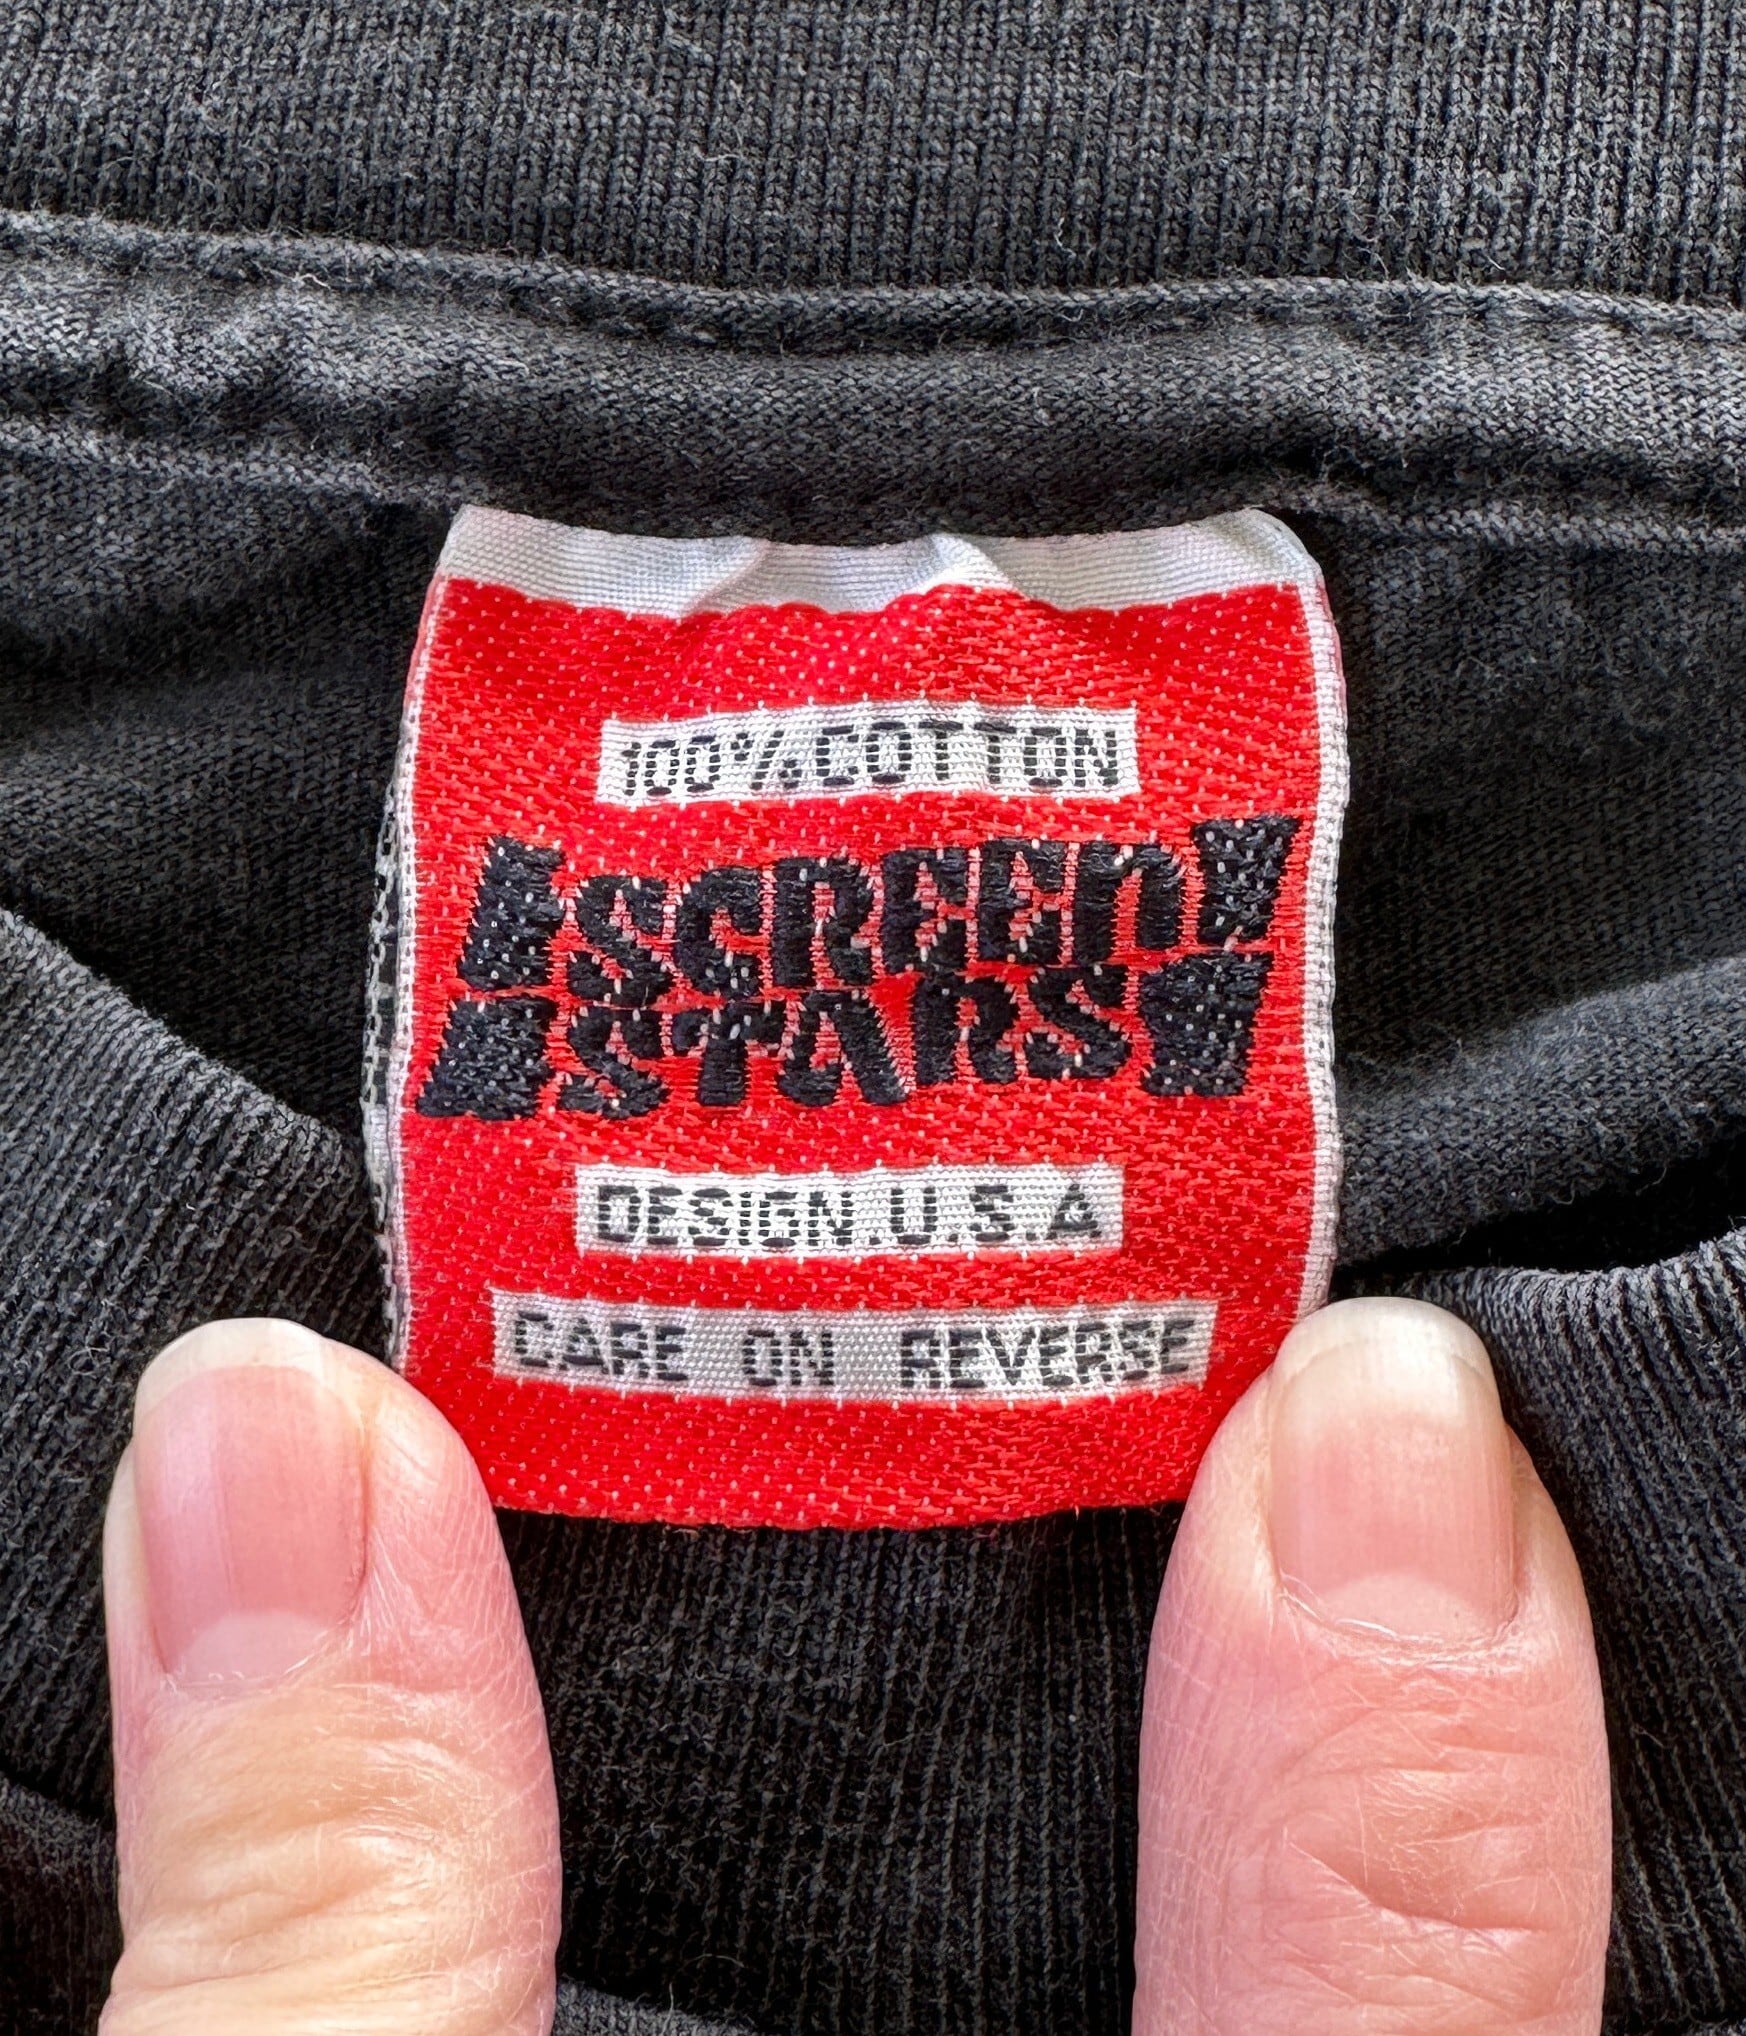 100% COTTON
SCREEN
STARS
DESIGN U.S.A
CARE ON REVERSE